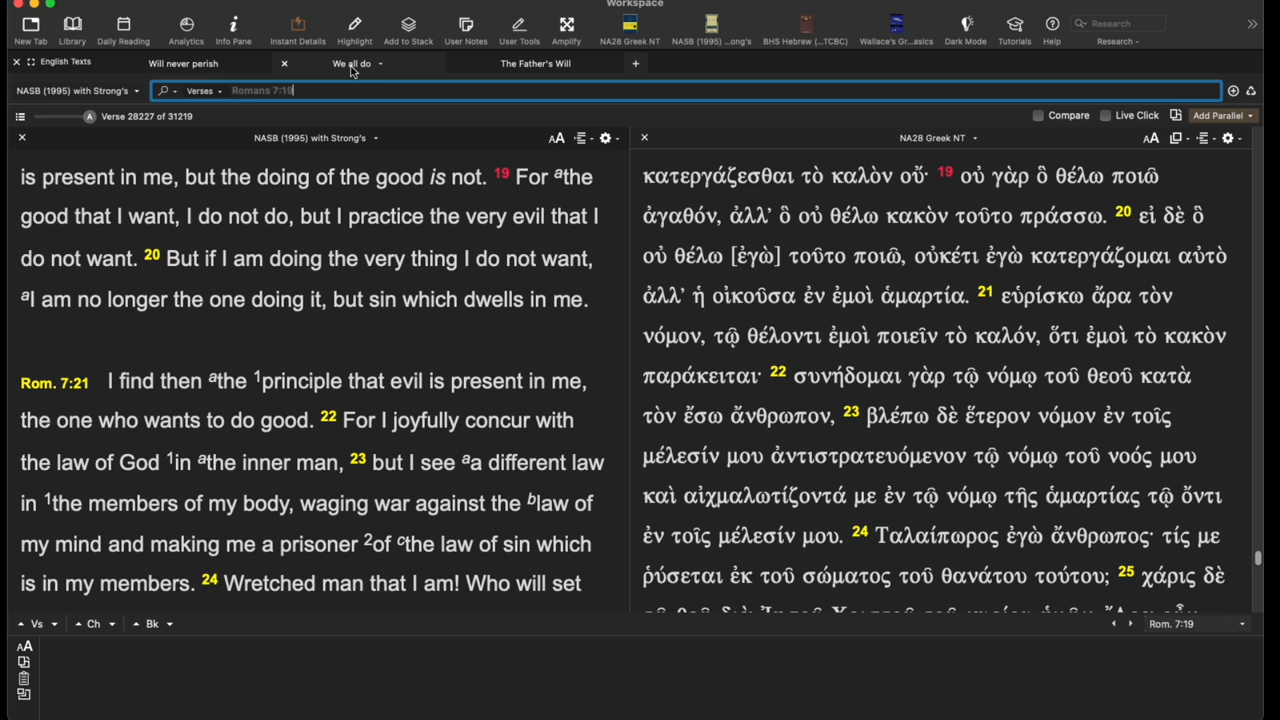 Workspace
New Tab Library Daily Reading Analytics Info Pane Instant Details Highlight Add to Stack User Notes User Tools Amplify NA28 Greek NT NASB (1995) ...ong's BHS Hebrew (...TCBC) Wallace's Gr...asics Dark Mode Tutorials Help Research
Research
English Texts Will never perish We all do The Father's Will
NASB (1995) with Strong's Verses Romans 7:19
A Verse 28227 of 31219 Compare Live Click Add Parallel
NASB (1995) with Strong's
is present in me, but the doing of the good is not. 19 For athe
good that I want, I do not do, but I practice the very evil that I
do not want. 20 But if I am doing the very thing I do not want,
aI am no longer the one doing it, but sin which dwells in me.
Rom. 7:21 I find then athe 1principle that evil is present in me,
the one who wants to do good. 22 For I joyfully concur with
the law of God 1in athe inner man, 23 but I see aa different law
in 1the members of my body, waging war against the blaw of
my mind and making me a prisoner 2of cthe law of sin which
is in my members. 24 Wretched man that I am! Who will set
NA28 Greek NT
κατεργάζεσθαι τὸ καλὸν οὔ· 19 οὐ γὰρ ὃ θέλω ποιῶ
ἀγαθόν, ἀλλ’ ὃ οὐ θέλω κακὸν τοῦτο πράσσω. 20 εἰ δὲ ὃ
οὐ θέλω [ἐγὼ] τοῦτο ποιῶ, οὐκέτι ἐγὼ κατεργάζομαι αὐτὸ
ἀλλ’ ἡ οἰκοῦσα ἐν ἐμοὶ ἁμαρτία. 21 εὑρίσκω ἄρα τὸν
νόμον, τῷ θέλοντι ἐμοὶ ποιεῖν τὸ καλόν, ὅτι ἐμοὶ τὸ κακὸν
παράκειται· 22 συνήδομαι γὰρ τῷ νόμῳ τοῦ θεοῦ κατὰ
τὸν ἔσω ἄνθρωπον, 23 βλέπω δὲ ἕτερον νόμον ἐν τοῖς
μέλεσίν μου ἀντιστρατευόμενον τῷ νόμῳ τοῦ νοός μου
καὶ αἰχμαλωτίζοντά με ἐν τῷ νόμῳ τῆς ἁμαρτίας τῷ ὄντι
ἐν τοῖς μέλεσίν μου. 24 Ταλαίπωρος ἐγὼ ἄνθρωπος· τίς με
ῥύσεται ἐκ τοῦ σώματος τοῦ θανάτου τούτου; 25 χάρις δὲ
Vs Ch Bk Rom. 7:19